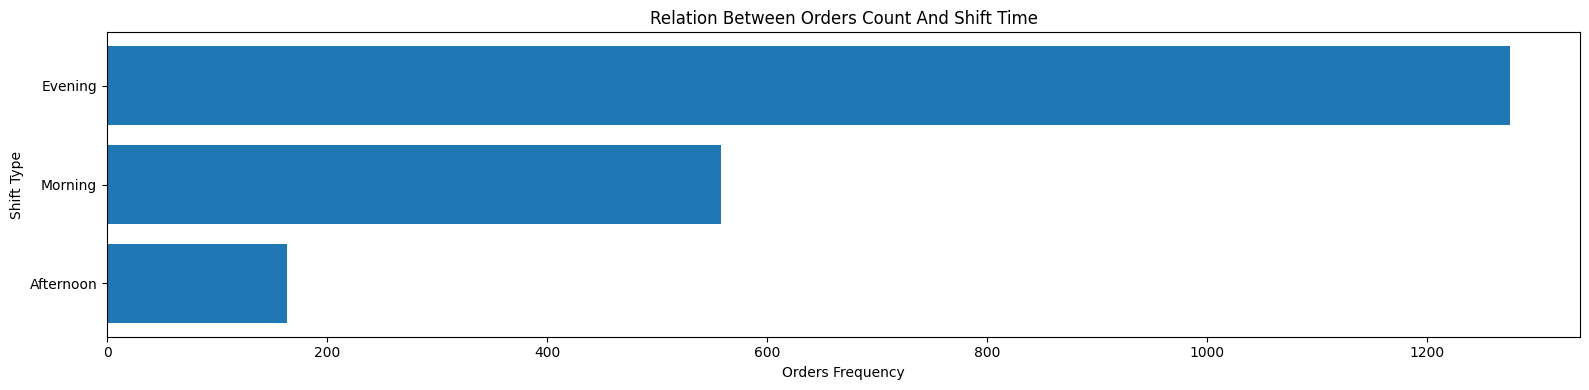 Relation Between Orders Count And Shift Time
Shift Type
Evening
Morning
Afternoon
0 200 400 600 800 1000 1200
Orders Frequency